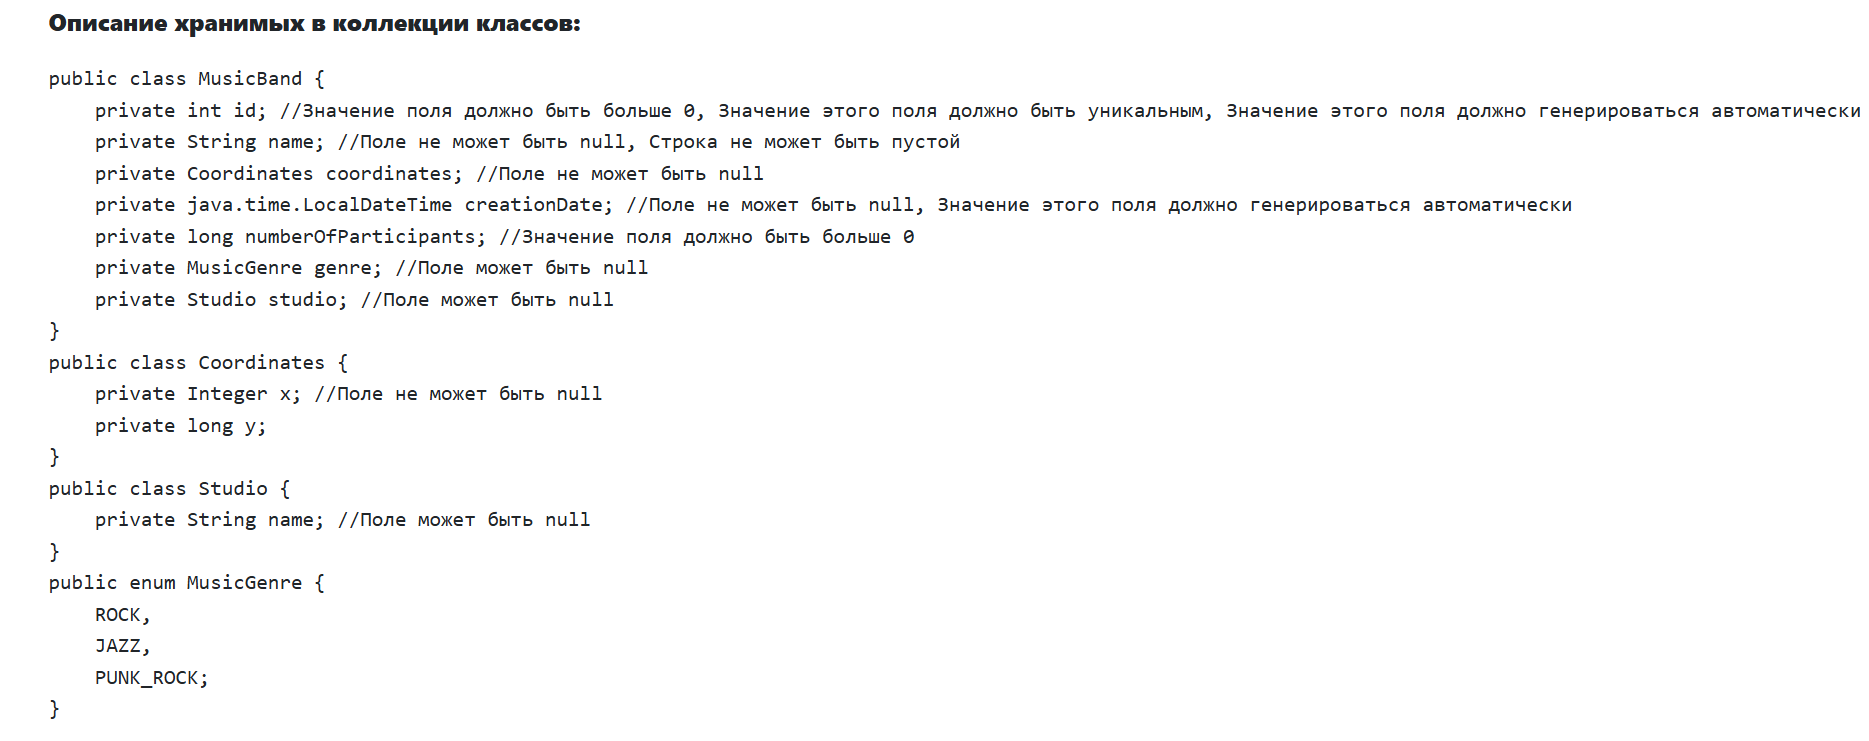 Описание хранимых в коллекции классов:
public class MusicBand {
    private int id; //Значение поля должно быть больше 0, Значение этого поля должно быть уникальным, Значение этого поля должно генерироваться автоматически
    private String name; //Поле не может быть null, Строка не может быть пустой
    private Coordinates coordinates; //Поле не может быть null
    private java.time.LocalDateTime creationDate; //Поле не может быть null, Значение этого поля должно генерироваться автоматически
    private long numberOfParticipants; //Значение поля должно быть больше 0
    private MusicGenre genre; //Поле может быть null
    private Studio studio; //Поле может быть null
}
public class Coordinates {
    private Integer x; //Поле не может быть null
    private long y;
}
public class Studio {
    private String name; //Поле может быть null
}
public enum MusicGenre {
    ROCK,
    JAZZ,
    PUNK_ROCK;
}